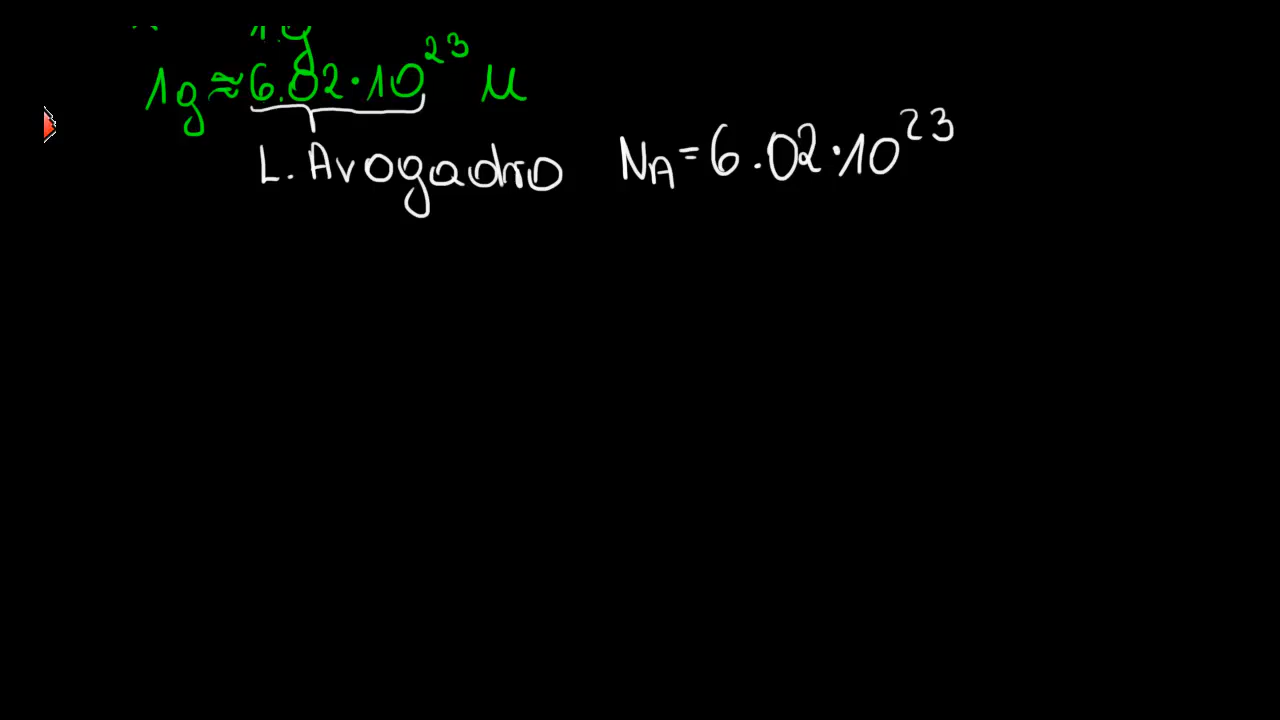 1g ≈ 6.02 · 10²³ u
L. Avogadro N_A = 6.02 · 10²³